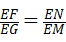 EF/EG = EN/EM